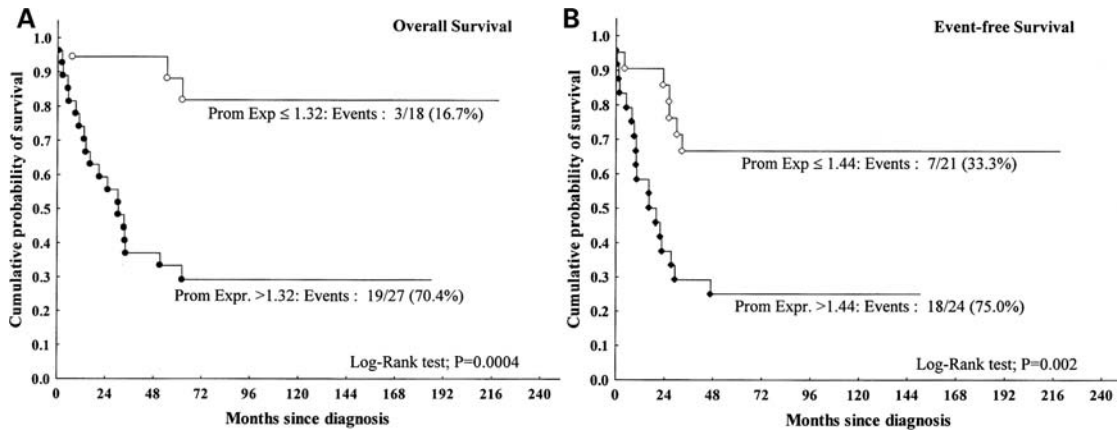 A
Overall Survival
Cumulative probability of survival
1.0
0.9
0.8
0.7
0.6
0.5
0.4
0.3
0.2
0.1
0.0
Prom Exp ≤ 1.32: Events : 3/18 (16.7%)
Prom Expr. >1.32: Events : 19/27 (70.4%)
Log-Rank test; P=0.0004
0 24 48 72 96 120 144 168 192 216 240
Months since diagnosis
B
Event-free Survival
Cumulative probability of survival
1.0
0.9
0.8
0.7
0.6
0.5
0.4
0.3
0.2
0.1
0.0
Prom Exp ≤ 1.44: Events : 7/21 (33.3%)
Prom Expr. >1.44: Events : 18/24 (75.0%)
Log-Rank test; P=0.002
0 24 48 72 96 120 144 168 192 216 240
Months since diagnosis